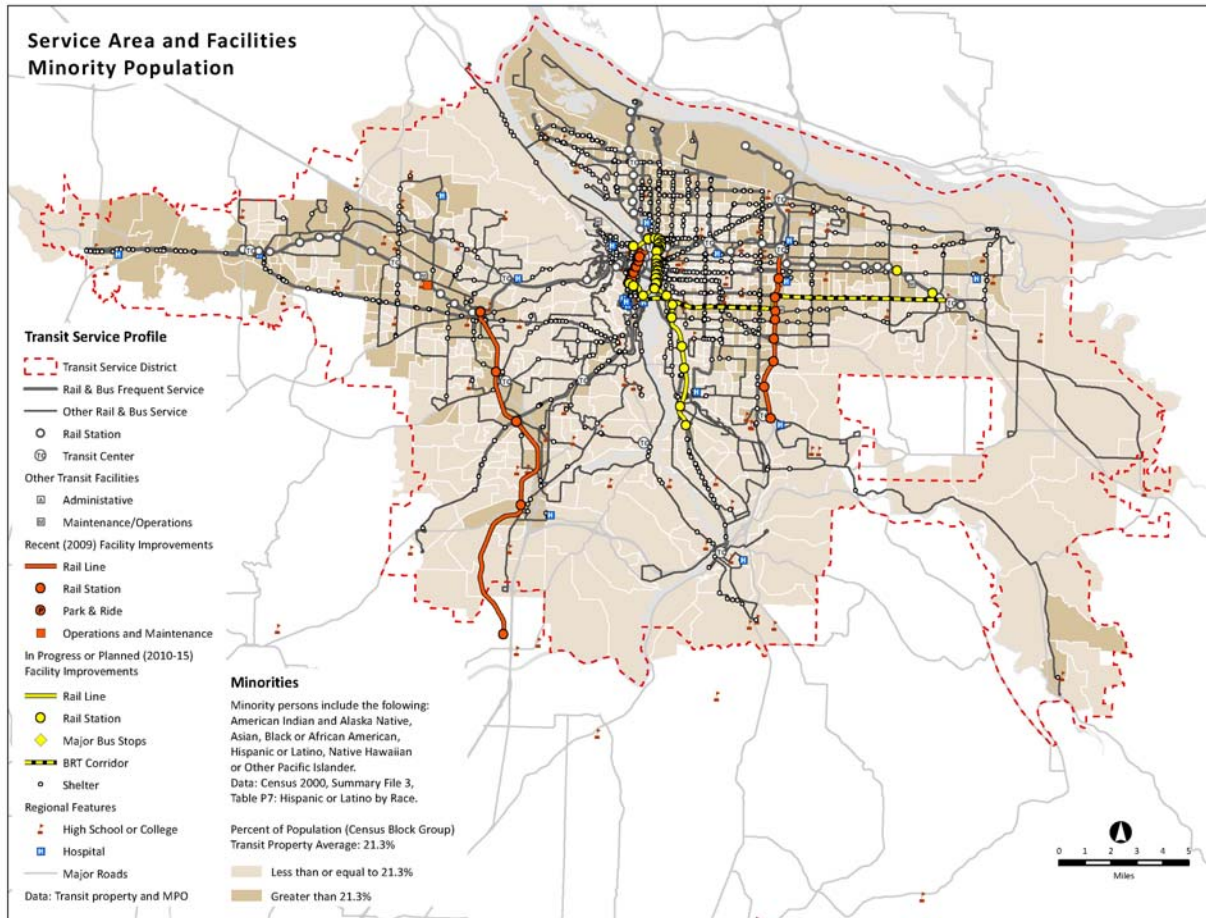 Service Area and Facilities
Minority Population
Transit Service Profile
Transit Service District
Rail & Bus Frequent Service
Other Rail & Bus Service
Rail Station
TC Transit Center
Other Transit Facilities
Administative
Maintenance/Operations
Recent (2009) Facility Improvements
Rail Line
Rail Station
Park & Ride
Operations and Maintenance
In Progress or Planned (2010-15)
Facility Improvements
Rail Line
Rail Station
Major Bus Stops
BRT Corridor
Shelter
Regional Features
High School or College
H Hospital
Major Roads
Data: Transit property and MPO
Minorities
Minority persons include the following:
American Indian and Alaska Native,
Asian, Black or African American,
Hispanic or Latino, Native Hawaiian
or Other Pacific Islander.
Data: Census 2000, Summary File 3,
Table P7: Hispanic or Latino by Race.
Percent of Population (Census Block Group)
Transit Property Average: 21.3%
Less than or equal to 21.3%
Greater than 21.3%
0 1 2 3 4 5
Miles